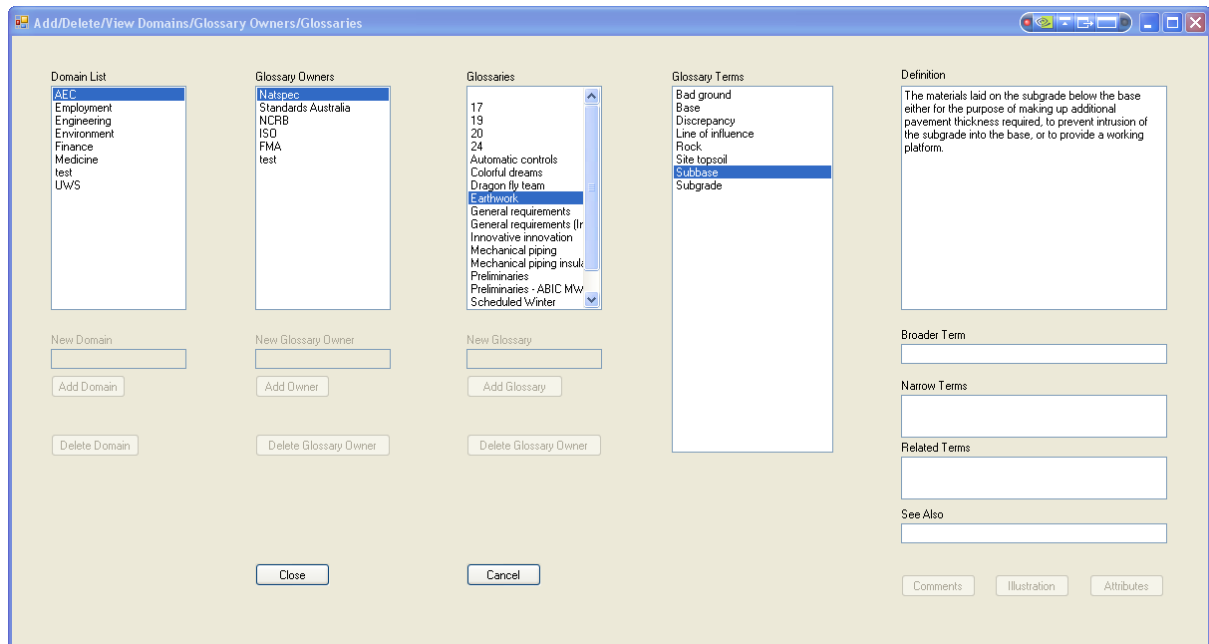 Add/Delete/View Domains/Glossary Owners/Glossaries
Domain List
AEC
Employment
Engineering
Environment
Finance
Medicine
test
UWS
New Domain
Add Domain
Delete Domain
Glossary Owners
Natspec
Standards Australia
NCRB
ISO
FMA
test
New Glossary Owner
Add Owner
Delete Glossary Owner
Close
Glossaries
17
19
20
24
Automatic controls
Colorful dreams
Dragon fly team
Earthwork
General requirements
General requirements (Ir
Innovative innovation
Mechanical piping
Mechanical piping insula
Preliminaries
Preliminaries - ABIC MW
Scheduled Winter
New Glossary
Add Glossary
Delete Glossary Owner
Cancel
Glossary Terms
Bad ground
Base
Discrepancy
Line of influence
Rock
Site topsoil
Subbase
Subgrade
Definition
The materials laid on the subgrade below the base
either for the purpose of making up additional
pavement thickness required, to prevent intrusion of
the subgrade into the base, or to provide a working
platform.
Broader Term
Narrow Terms
Related Terms
See Also
Comments
Illustration
Attributes